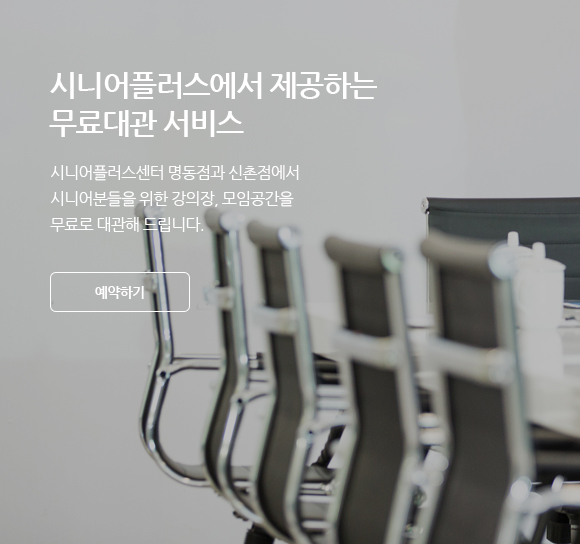 시니어플러스에서 제공하는
무료대관 서비스
시니어플러스센터 명동점과 신촌점에서
시니어분들을 위한 강의장, 모임공간을
무료로 대관해 드립니다.
예약하기